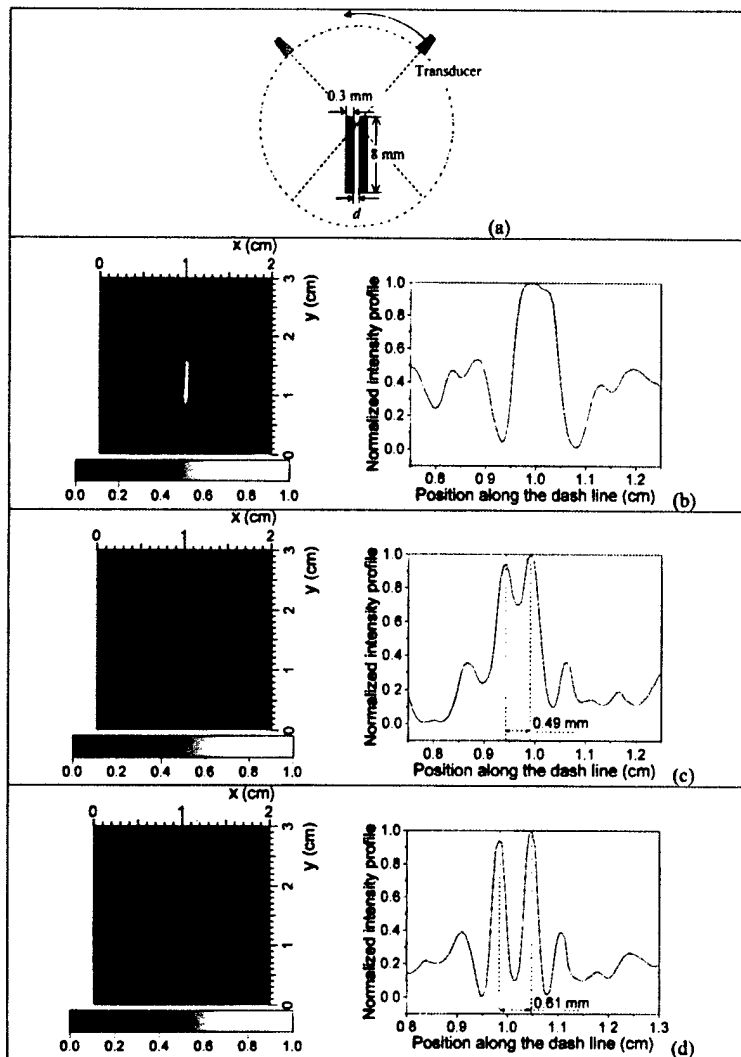 Transducer
0.3 mm
8 mm
d
(a)
x (cm)
0 1 2
y (cm)
3
2
1
0
0.0 0.2 0.4 0.6 0.8 1.0
Normalized intensity profile
1.0
0.8
0.6
0.4
0.2
0.0
0.8 0.9 1.0 1.1 1.2
Position along the dash line (cm)
(b)
x (cm)
0 1 2
y (cm)
3
2
1
0
0.0 0.2 0.4 0.6 0.8 1.0
Normalized intensity profile
1.0
0.8
0.6
0.4
0.2
0.0
0.49 mm
0.8 0.9 1.0 1.1 1.2
Position along the dash line (cm)
(c)
x (cm)
0 1 2
y (cm)
3
2
1
0
0.0 0.2 0.4 0.6 0.8 1.0
Normalized intensity profile
1.0
0.8
0.6
0.4
0.2
0.0
0.61 mm
0.8 0.9 1.0 1.1 1.2 1.3
Position along the dash line (cm)
(d)